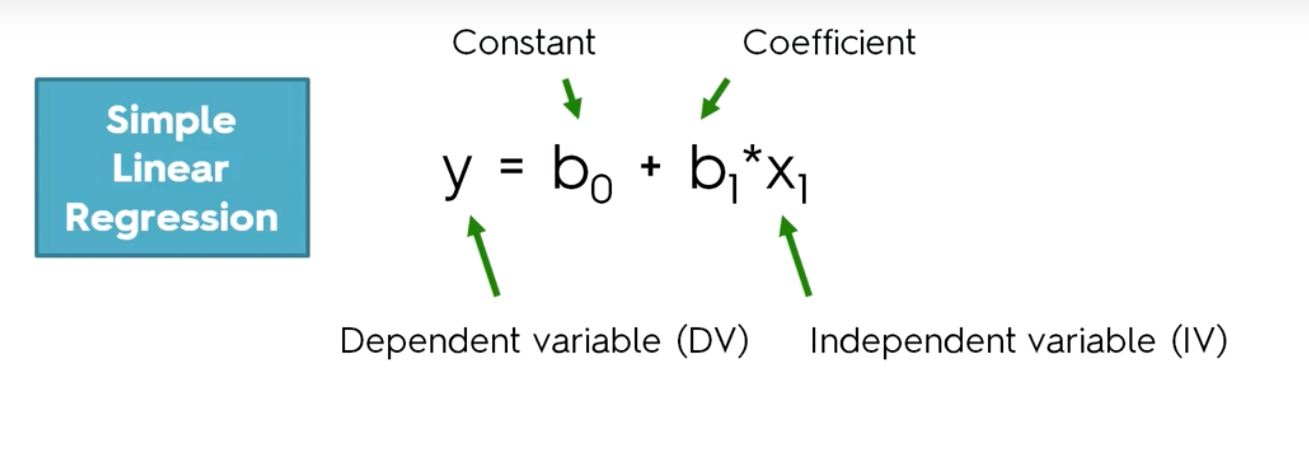 Constant
Coefficient
Simple
Linear
Regression
y = b₀ + b₁*x₁
Dependent variable (DV)
Independent variable (IV)